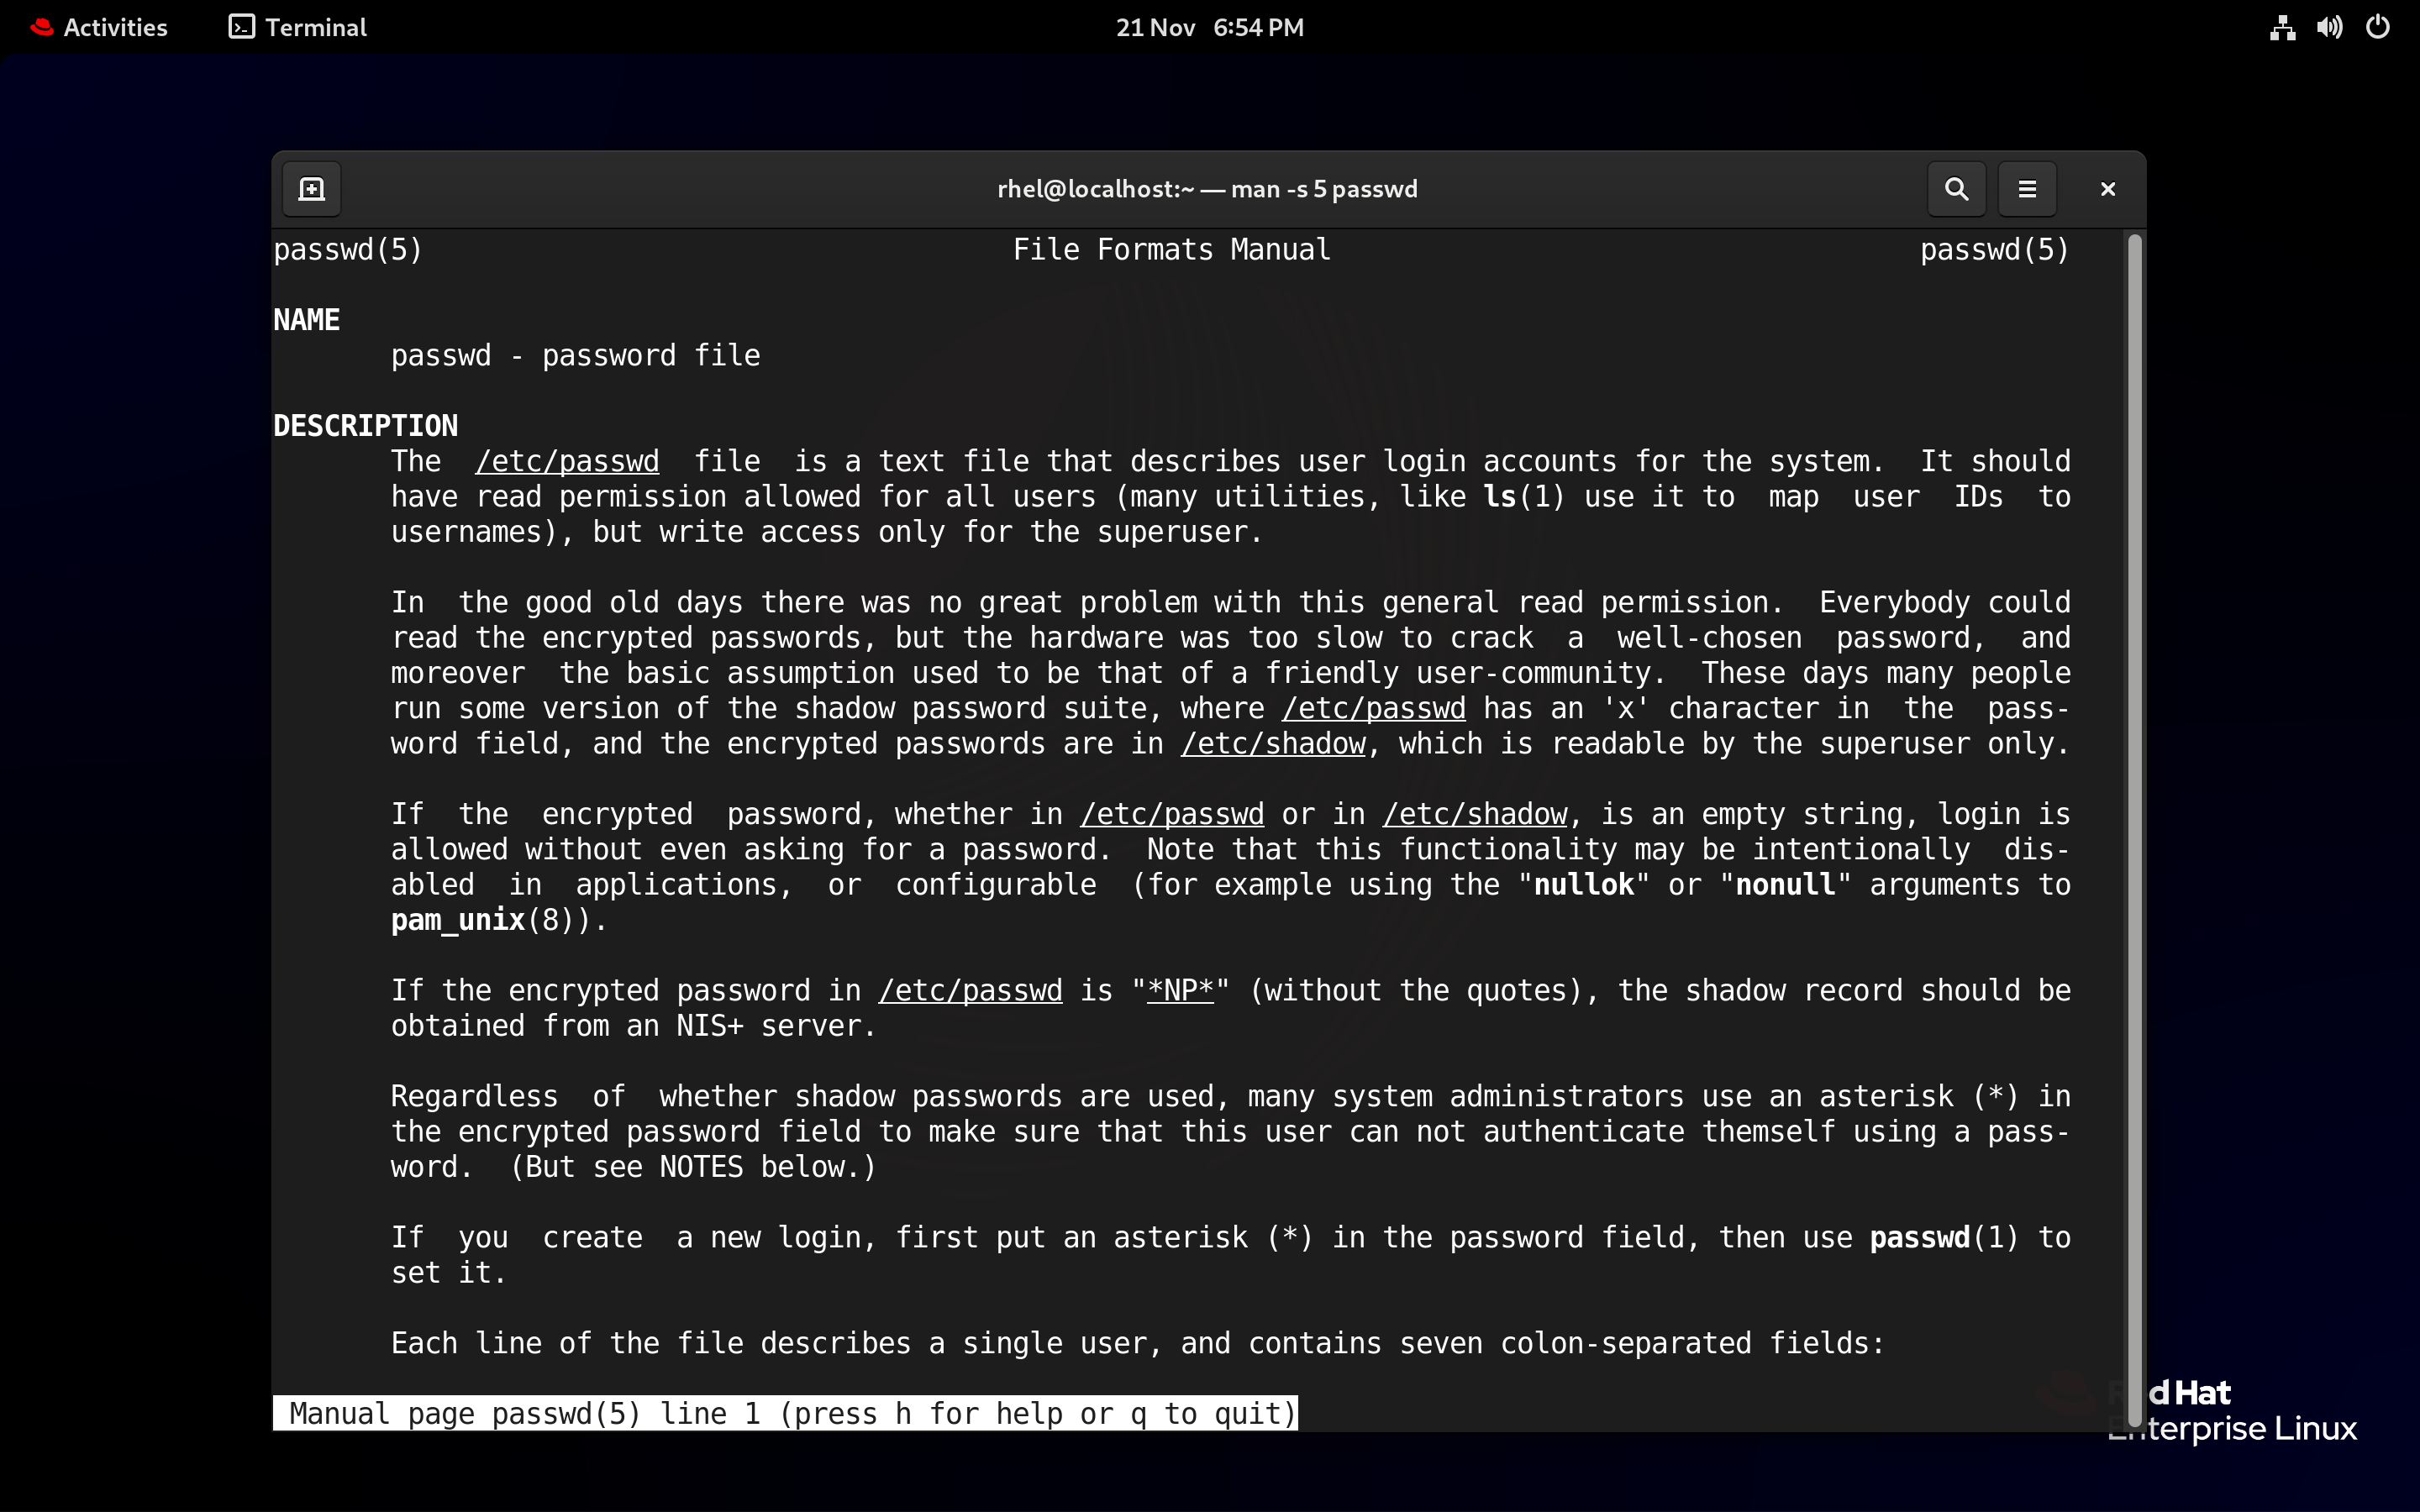 Activities Terminal 21 Nov 6:54 PM
rhel@localhost:~ — man -s 5 passwd
passwd(5) File Formats Manual passwd(5)
NAME
passwd - password file
DESCRIPTION
The /etc/passwd file is a text file that describes user login accounts for the system. It should
have read permission allowed for all users (many utilities, like ls(1) use it to map user IDs to
usernames), but write access only for the superuser.
In the good old days there was no great problem with this general read permission. Everybody could
read the encrypted passwords, but the hardware was too slow to crack a well-chosen password, and
moreover the basic assumption used to be that of a friendly user-community. These days many people
run some version of the shadow password suite, where /etc/passwd has an 'x' character in the pass-
word field, and the encrypted passwords are in /etc/shadow, which is readable by the superuser only.
If the encrypted password, whether in /etc/passwd or in /etc/shadow, is an empty string, login is
allowed without even asking for a password. Note that this functionality may be intentionally dis-
abled in applications, or configurable (for example using the "nullok" or "nonull" arguments to
pam_unix(8)).
If the encrypted password in /etc/passwd is "*NP*" (without the quotes), the shadow record should be
obtained from an NIS+ server.
Regardless of whether shadow passwords are used, many system administrators use an asterisk (*) in
the encrypted password field to make sure that this user can not authenticate themself using a pass-
word. (But see NOTES below.)
If you create a new login, first put an asterisk (*) in the password field, then use passwd(1) to
set it.
Each line of the file describes a single user, and contains seven colon-separated fields:
Manual page passwd(5) line 1 (press h for help or q to quit)
Red Hat
Enterprise Linux